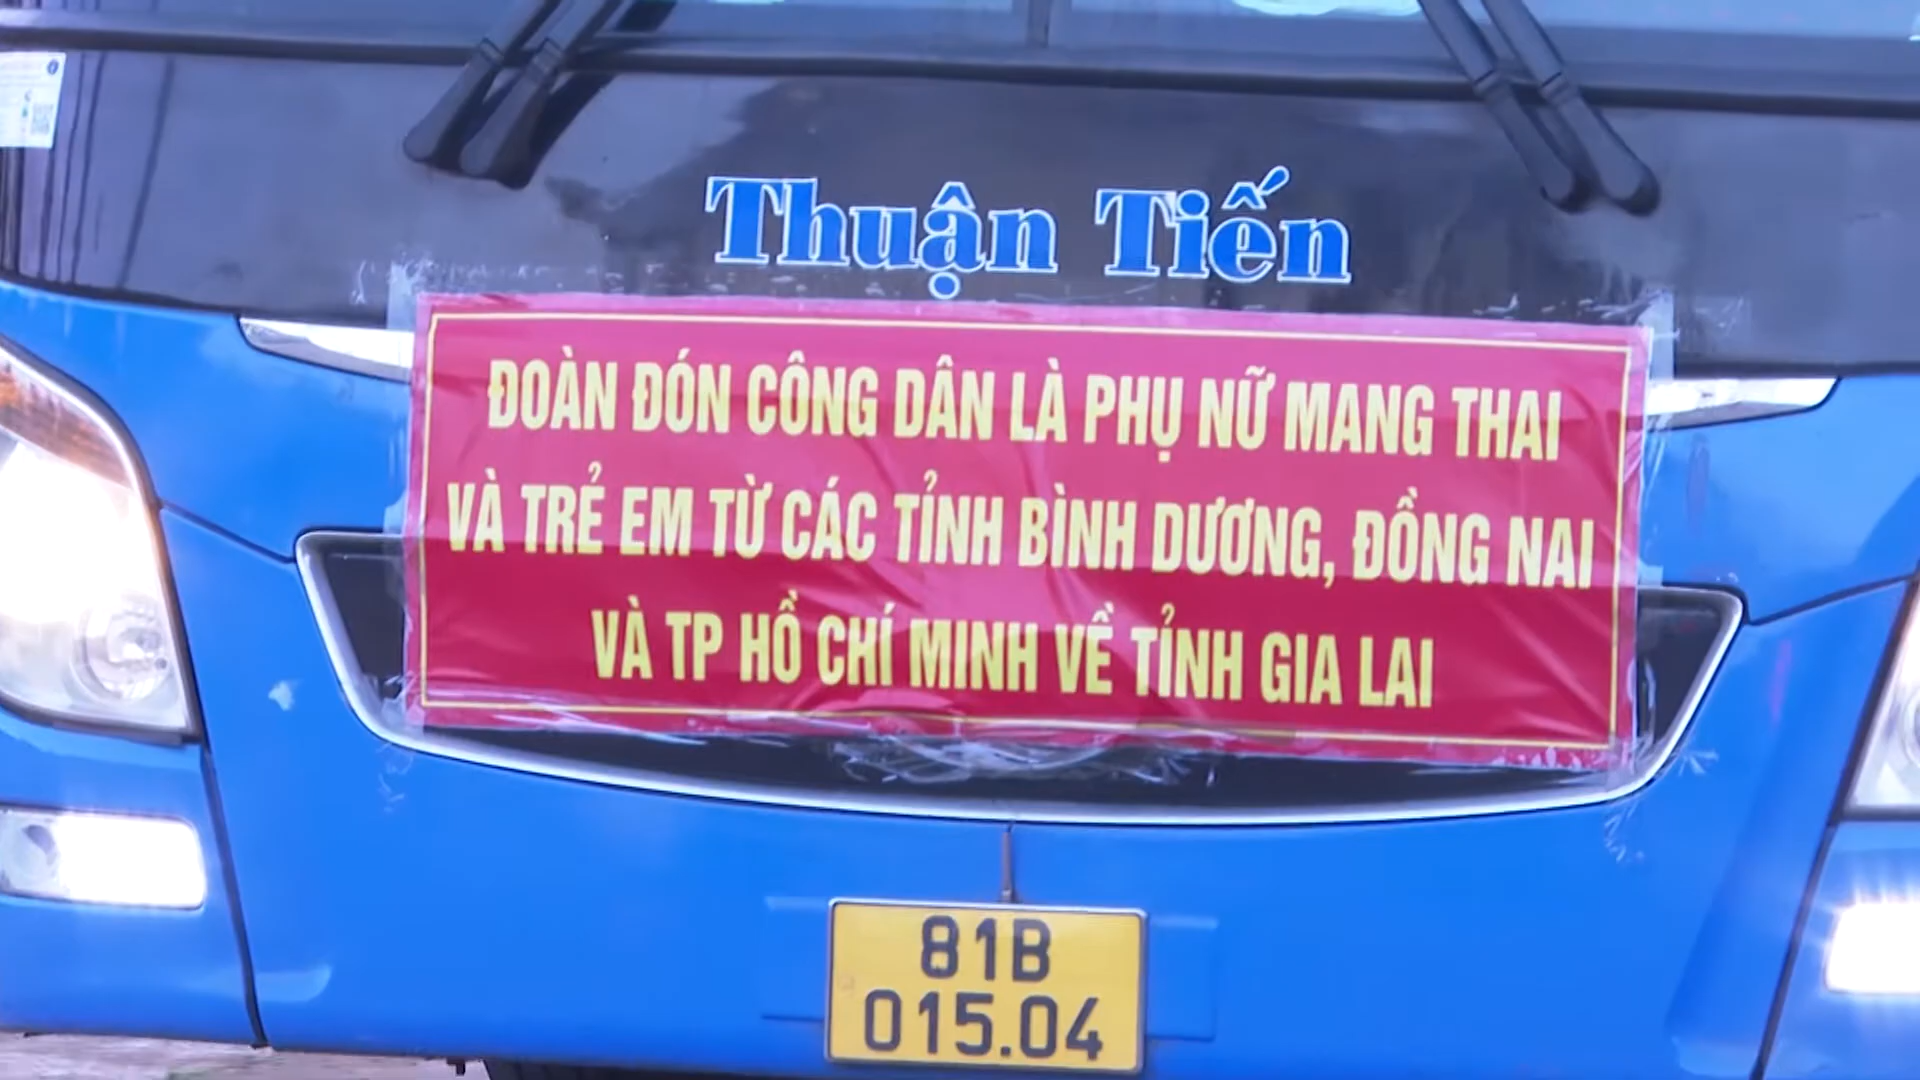 Thuận Tiến
ĐOÀN ĐÓN CÔNG DÂN LÀ PHỤ NỮ MANG THAI
VÀ TRẺ EM TỪ CÁC TỈNH BÌNH DƯƠNG, ĐỒNG NAI
VÀ TP HỒ CHÍ MINH VỀ TỈNH GIA LAI
81B
015.04